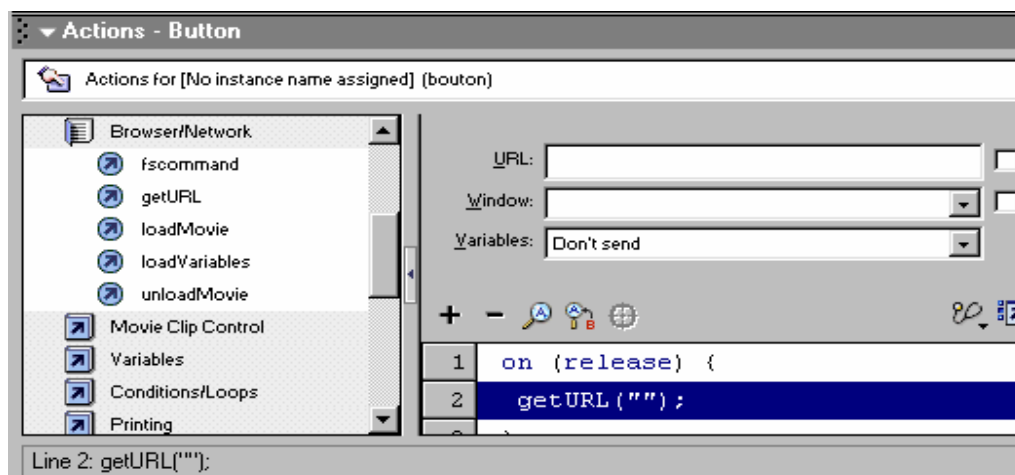 Actions - Button
Actions for [No instance name assigned] (bouton)
Browser/Network
fscommand
getURL
loadMovie
loadVariables
unloadMovie
Movie Clip Control
Variables
Conditions/Loops
Printing
URL:
Window:
Variables: Don't send
1 on (release) {
2 getURL("");
Line 2: getURL("");